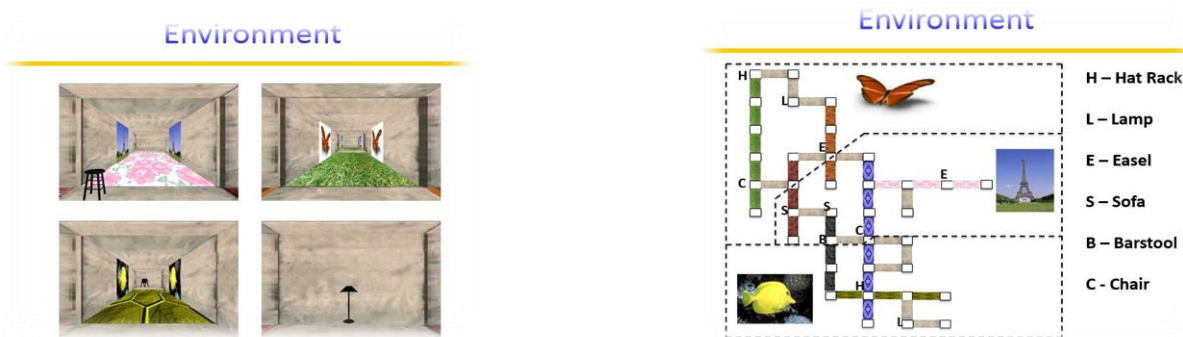 Environment
Environment
H
L
E
C
E
S
S
C
B
H
L
H – Hat Rack
L – Lamp
E – Easel
S – Sofa
B – Barstool
C - Chair